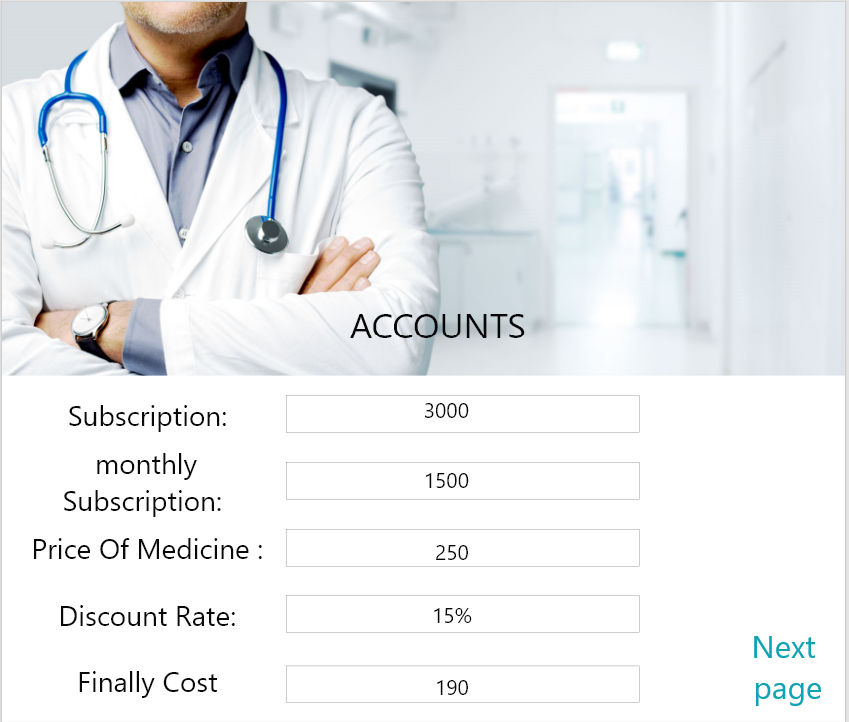 ACCOUNTS
Subscription: 3000
monthly
Subscription: 1500
Price Of Medicine : 250
Discount Rate: 15%
Finally Cost 190
Next
page